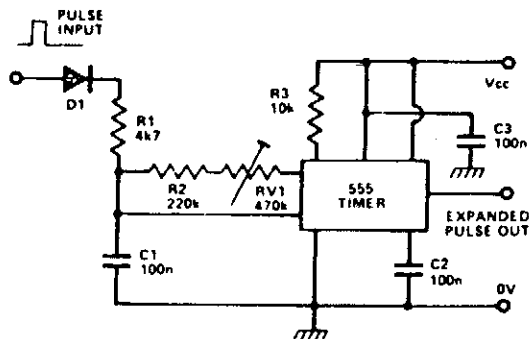 PULSE
INPUT
D1
R1
4k7
R2
220k
RV1
470k
R3
10k
Vcc
C3
100n
555
TIMER
EXPANDED
PULSE OUT
C1
100n
C2
100n
0V